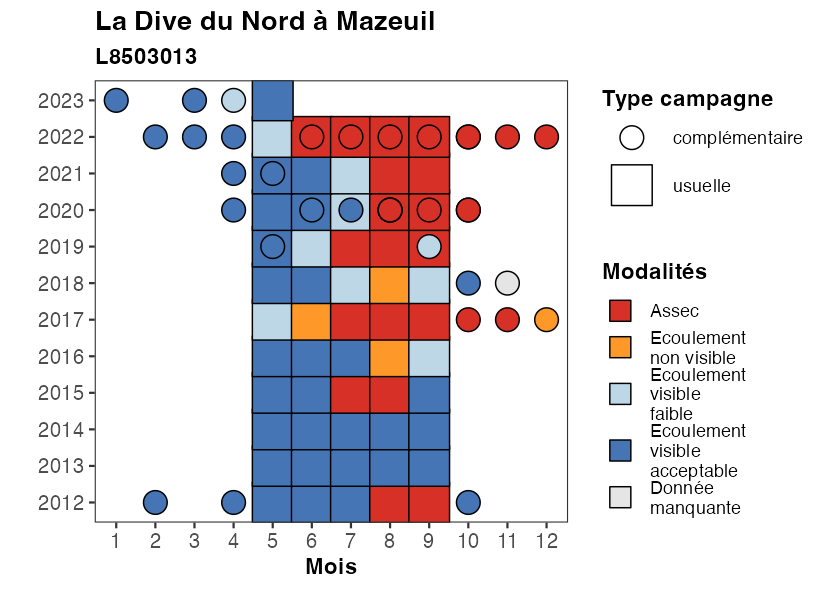 La Dive du Nord à Mazeuil
L8503013
2023
2022
2021
2020
2019
2018
2017
2016
2015
2014
2013
2012
1 2 3 4 5 6 7 8 9 10 11 12
Mois
Type campagne
complémentaire
usuelle
Modalités
Assec
Ecoulement
non visible
Ecoulement
visible
faible
Ecoulement
visible
acceptable
Donnée
manquante